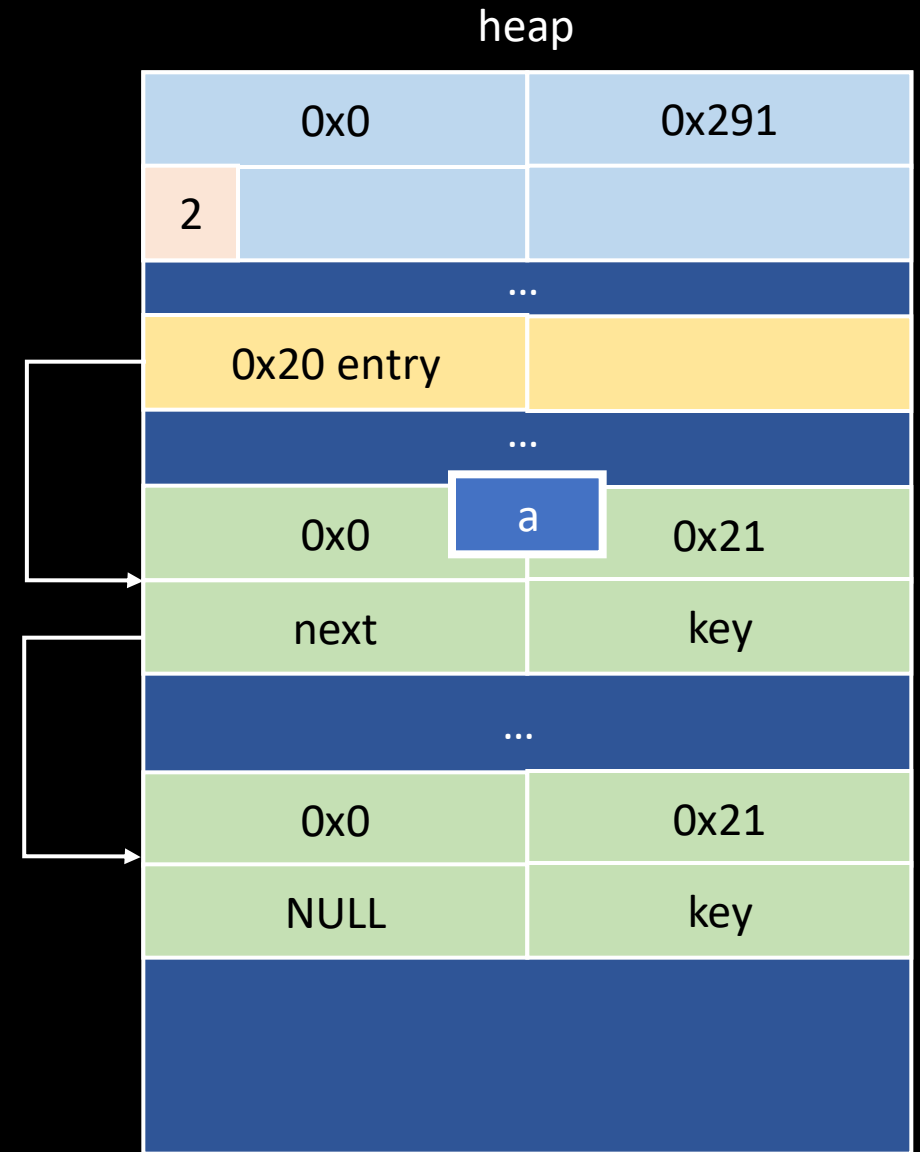 heap
0x0 0x291
2
...
0x20 entry
...
a
0x0 0x21
next key
...
0x0 0x21
NULL key